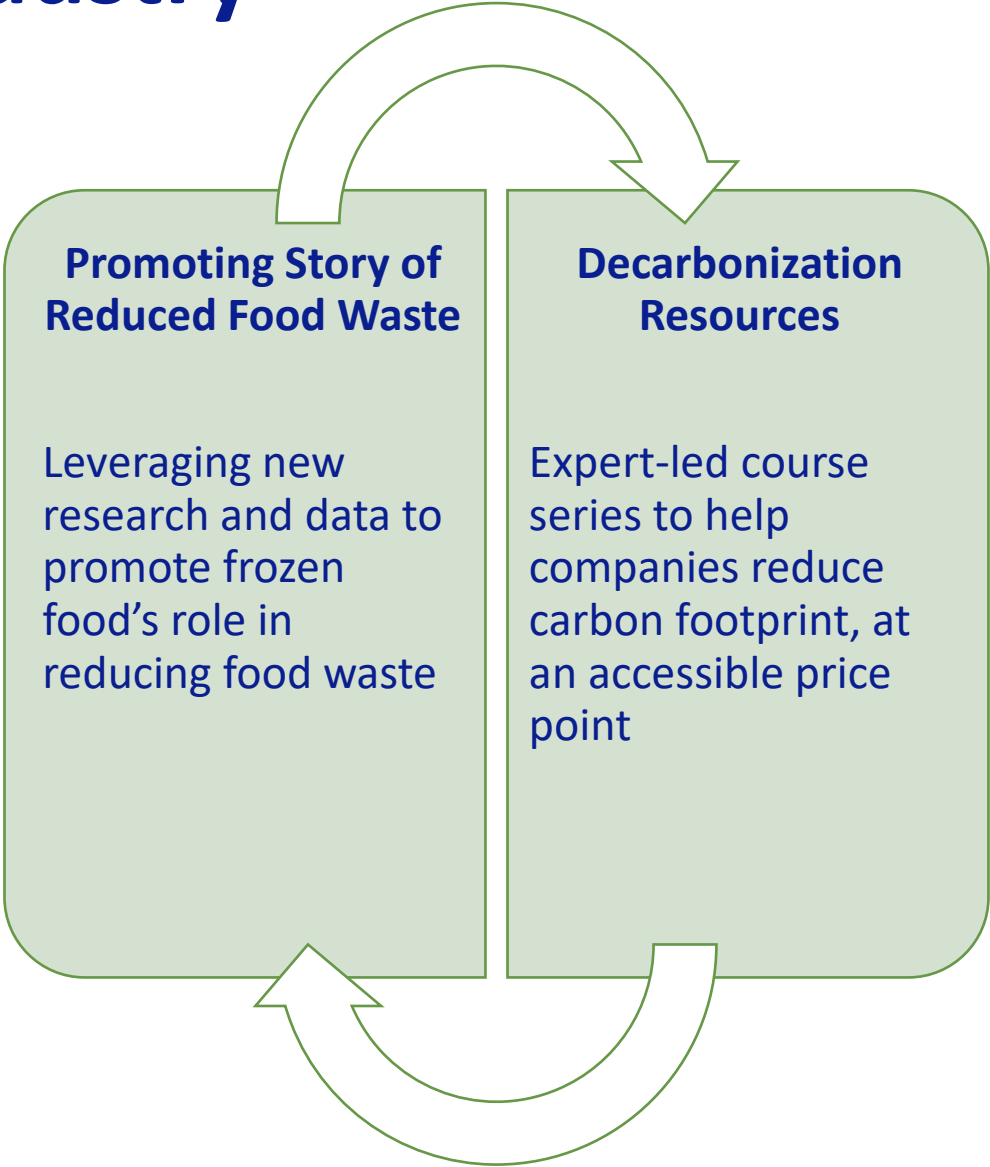 Promoting Story of
Reduced Food Waste
Leveraging new
research and data to
promote frozen
food’s role in
reducing food waste
Decarbonization
Resources
Expert-led course
series to help
companies reduce
carbon footprint, at
an accessible price
point